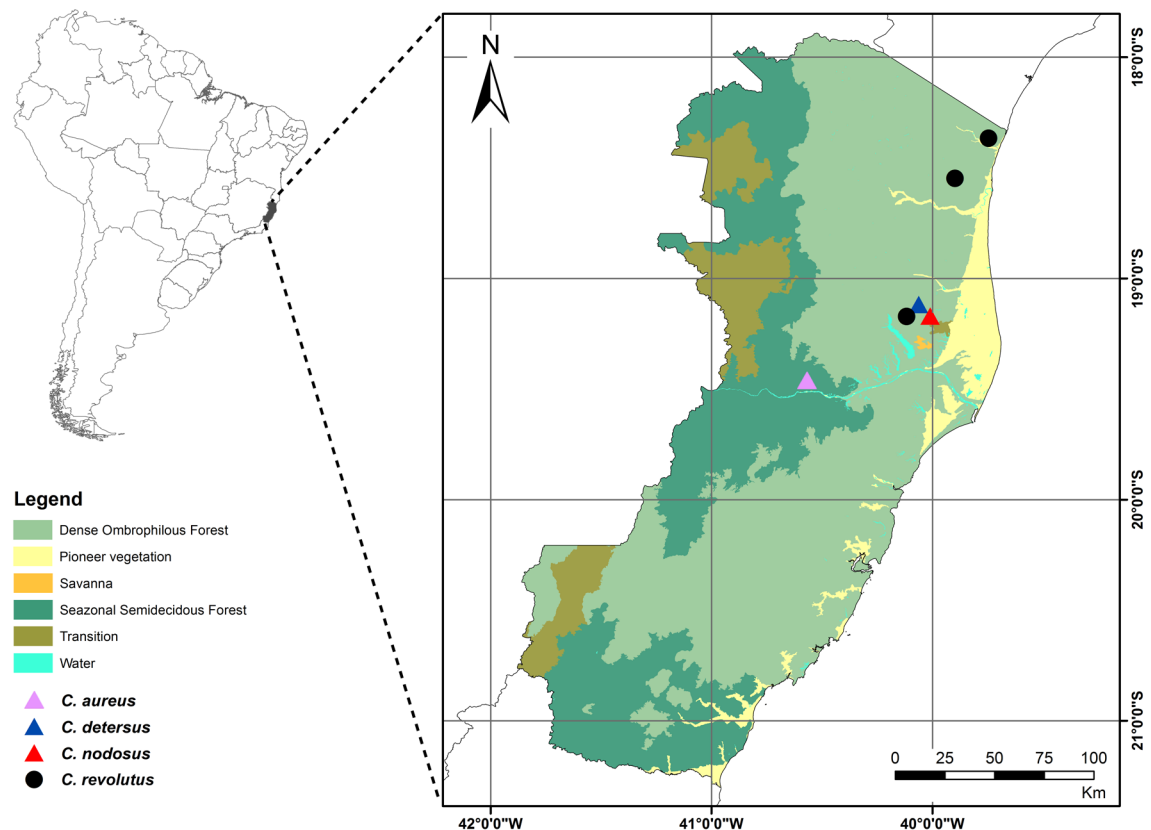 N
18°0'0"S
19°0'0"S
20°0'0"S
21°0'0"S
Legend
Dense Ombrophilous Forest
Pioneer vegetation
Savanna
Seazonal Semidecidous Forest
Transition
Water
C. aureus
C. detersus
C. nodosus
C. revolutus
0 25 50 75 100
Km
42°0'0"W 41°0'0"W 40°0'0"W